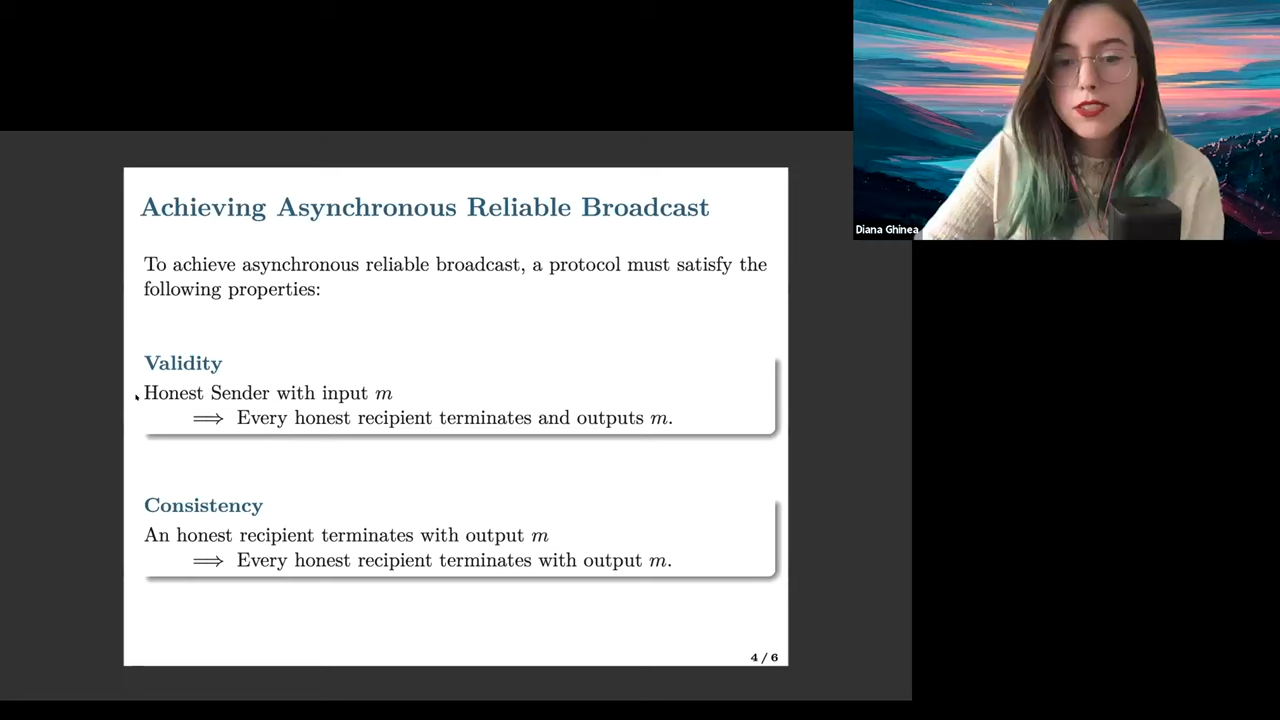 Achieving Asynchronous Reliable Broadcast
To achieve asynchronous reliable broadcast, a protocol must satisfy the
following properties:
Validity
Honest Sender with input m
⟹ Every honest recipient terminates and outputs m.
Consistency
An honest recipient terminates with output m
⟹ Every honest recipient terminates with output m.
4 / 6
Diana Ghinea